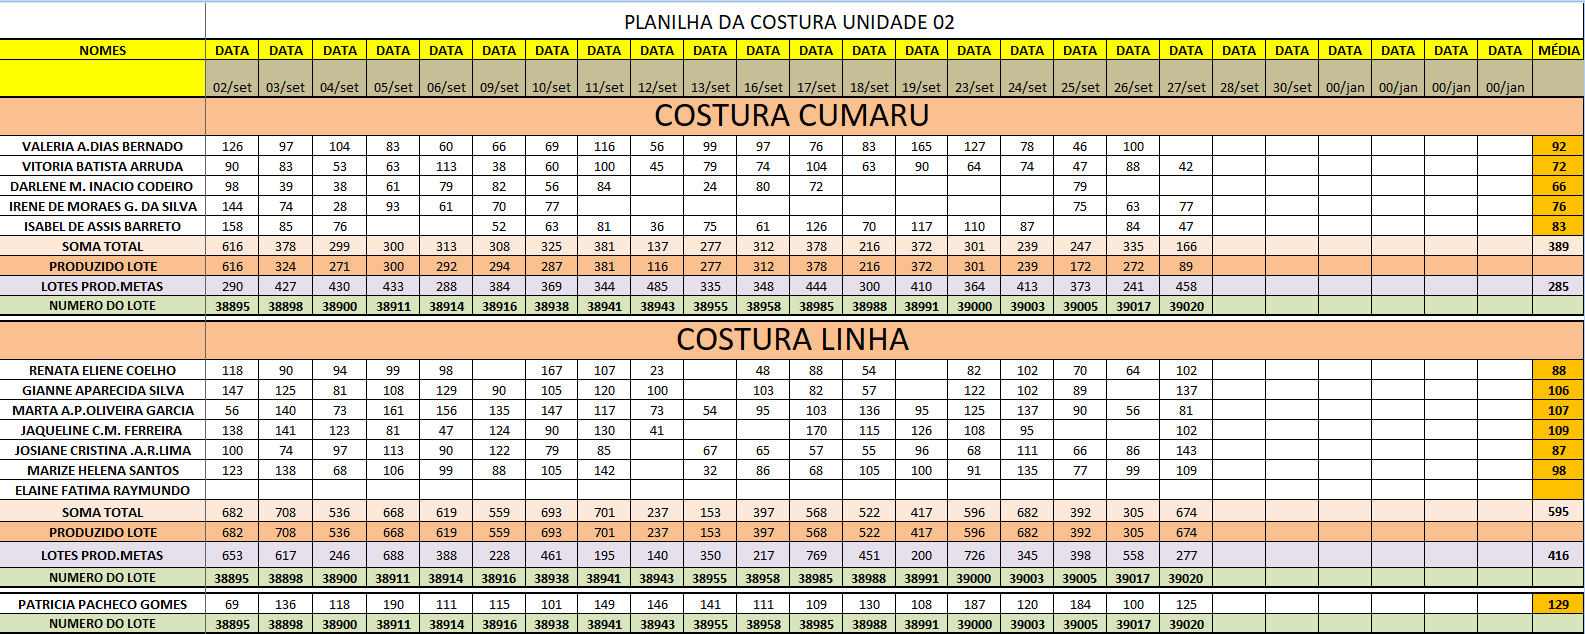 PLANILHA DA COSTURA UNIDADE 02
NOMES DATA DATA DATA DATA DATA DATA DATA DATA DATA DATA DATA DATA DATA DATA DATA DATA DATA DATA DATA DATA DATA DATA DATA DATA DATA MÉDIA
02/set 03/set 04/set 05/set 06/set 09/set 10/set 11/set 12/set 13/set 16/set 17/set 18/set 19/set 23/set 24/set 25/set 26/set 27/set 28/set 30/set 00/jan 00/jan 00/jan 00/jan
COSTURA CUMARU
VALERIA A.DIAS BERNADO 126 97 104 83 60 66 69 116 56 99 97 76 83 165 127 78 46 100 92
VITORIA BATISTA ARRUDA 90 83 53 63 113 38 60 100 45 79 74 104 63 90 64 74 47 88 42 72
DARLENE M. INACIO CODEIRO 98 39 38 61 79 82 56 84 24 80 72 79 66
IRENE DE MORAES G. DA SILVA 144 74 28 93 61 70 77 75 63 77 76
ISABEL DE ASSIS BARRETO 158 85 76 52 63 81 36 75 61 126 70 117 110 87 84 47 83
SOMA TOTAL 616 378 299 300 313 308 325 381 137 277 312 378 216 372 301 239 247 335 166 389
PRODUZIDO LOTE 616 324 271 300 292 294 287 381 116 277 312 378 216 372 301 239 172 272 89
LOTES PROD.METAS 290 427 430 433 288 384 369 344 485 335 348 444 300 410 364 413 373 241 458 285
NUMERO DO LOTE 38895 38898 38900 38911 38914 38916 38938 38941 38943 38955 38958 38985 38988 38991 39000 39003 39005 39017 39020
COSTURA LINHA
RENATA ELIENE COELHO 118 90 94 99 98 167 107 23 48 88 54 82 102 70 64 102 88
GIANNE APARECIDA SILVA 147 125 81 108 129 90 105 120 100 103 82 57 122 102 89 137 106
MARTA A.P.OLIVEIRA GARCIA 56 140 73 161 156 135 147 117 73 54 95 103 136 95 125 137 90 56 81 107
JAQUELINE C.M. FERREIRA 138 141 123 81 47 124 90 130 41 170 115 126 108 95 102 109
JOSIANE CRISTINA .A.R.LIMA 100 74 97 113 90 122 79 85 67 65 57 55 96 68 111 66 86 143 87
MARIZE HELENA SANTOS 123 138 68 106 99 88 105 142 32 86 68 105 100 91 135 77 99 109 98
ELAINE FATIMA RAYMUNDO
SOMA TOTAL 682 708 536 668 619 559 693 701 237 153 397 568 522 417 596 682 392 305 674 595
PRODUZIDO LOTE 682 708 536 668 619 559 693 701 237 153 397 568 522 417 596 682 392 305 674
LOTES PROD.METAS 653 617 246 688 388 228 461 195 140 350 217 769 451 200 726 345 398 558 277 416
NUMERO DO LOTE 38895 38898 38900 38911 38914 38916 38938 38941 38943 38955 38958 38985 38988 38991 39000 39003 39005 39017 39020
PATRICIA PACHECO GOMES 69 136 118 190 111 115 101 149 146 141 111 109 130 108 187 120 184 100 125 129
NUMERO DO LOTE 38895 38898 38900 38911 38914 38916 38938 38941 38943 38955 38958 38985 38988 38991 39000 39003 39005 39017 39020